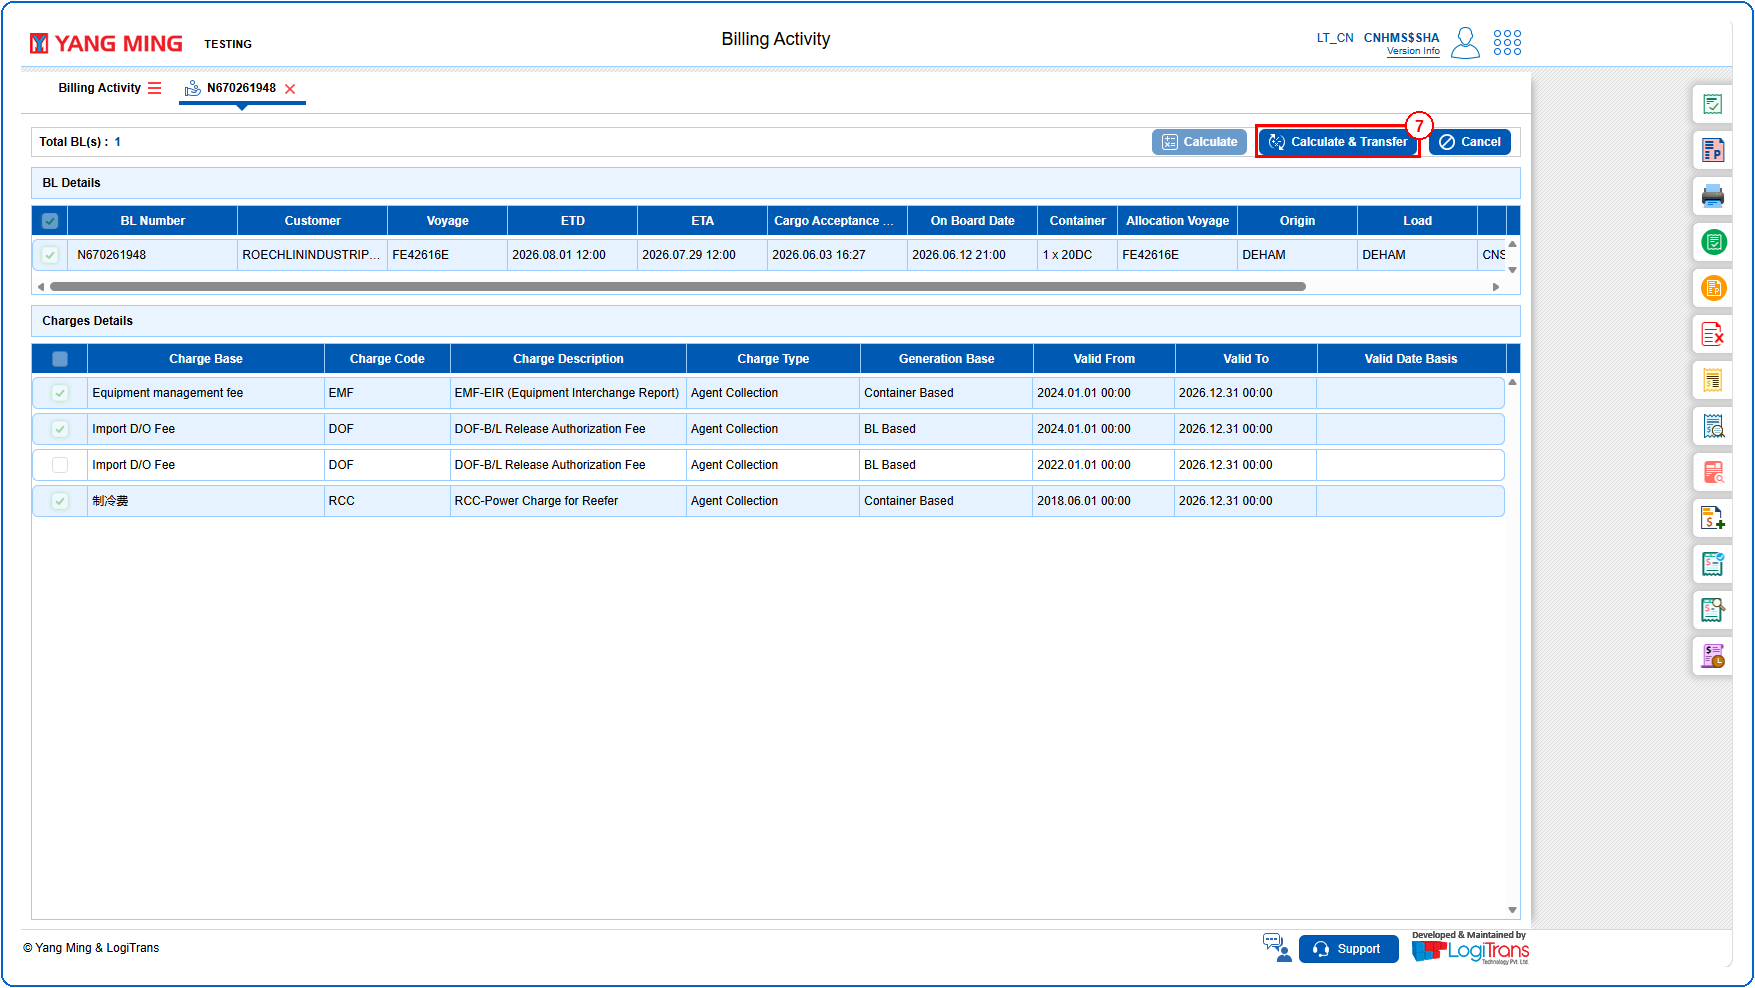 YANG MING TESTING
Billing Activity
LT_CN CNHMS$SHA
Version Info
Billing Activity N670261948
7
Total BL(s) : 1 Calculate Calculate & Transfer Cancel
BL Details
BL Number Customer Voyage ETD ETA Cargo Acceptance ... On Board Date Container Allocation Voyage Origin Load
N670261948 ROECHLININDUSTRIP... FE42616E 2026.08.01 12:00 2026.07.29 12:00 2026.06.03 16:27 2026.06.12 21:00 1 x 20DC FE42616E DEHAM DEHAM CNS
Charges Details
Charge Base Charge Code Charge Description Charge Type Generation Base Valid From Valid To Valid Date Basis
Equipment management fee EMF EMF-EIR (Equipment Interchange Report) Agent Collection Container Based 2024.01.01 00:00 2026.12.31 00:00
Import D/O Fee DOF DOF-B/L Release Authorization Fee Agent Collection BL Based 2024.01.01 00:00 2026.12.31 00:00
Import D/O Fee DOF DOF-B/L Release Authorization Fee Agent Collection BL Based 2022.01.01 00:00 2026.12.31 00:00
制冷费 RCC RCC-Power Charge for Reefer Agent Collection Container Based 2018.06.01 00:00 2026.12.31 00:00
© Yang Ming & LogiTrans
Support
Developed & Maintained by
LogiTrans
Technology Pvt. Ltd.